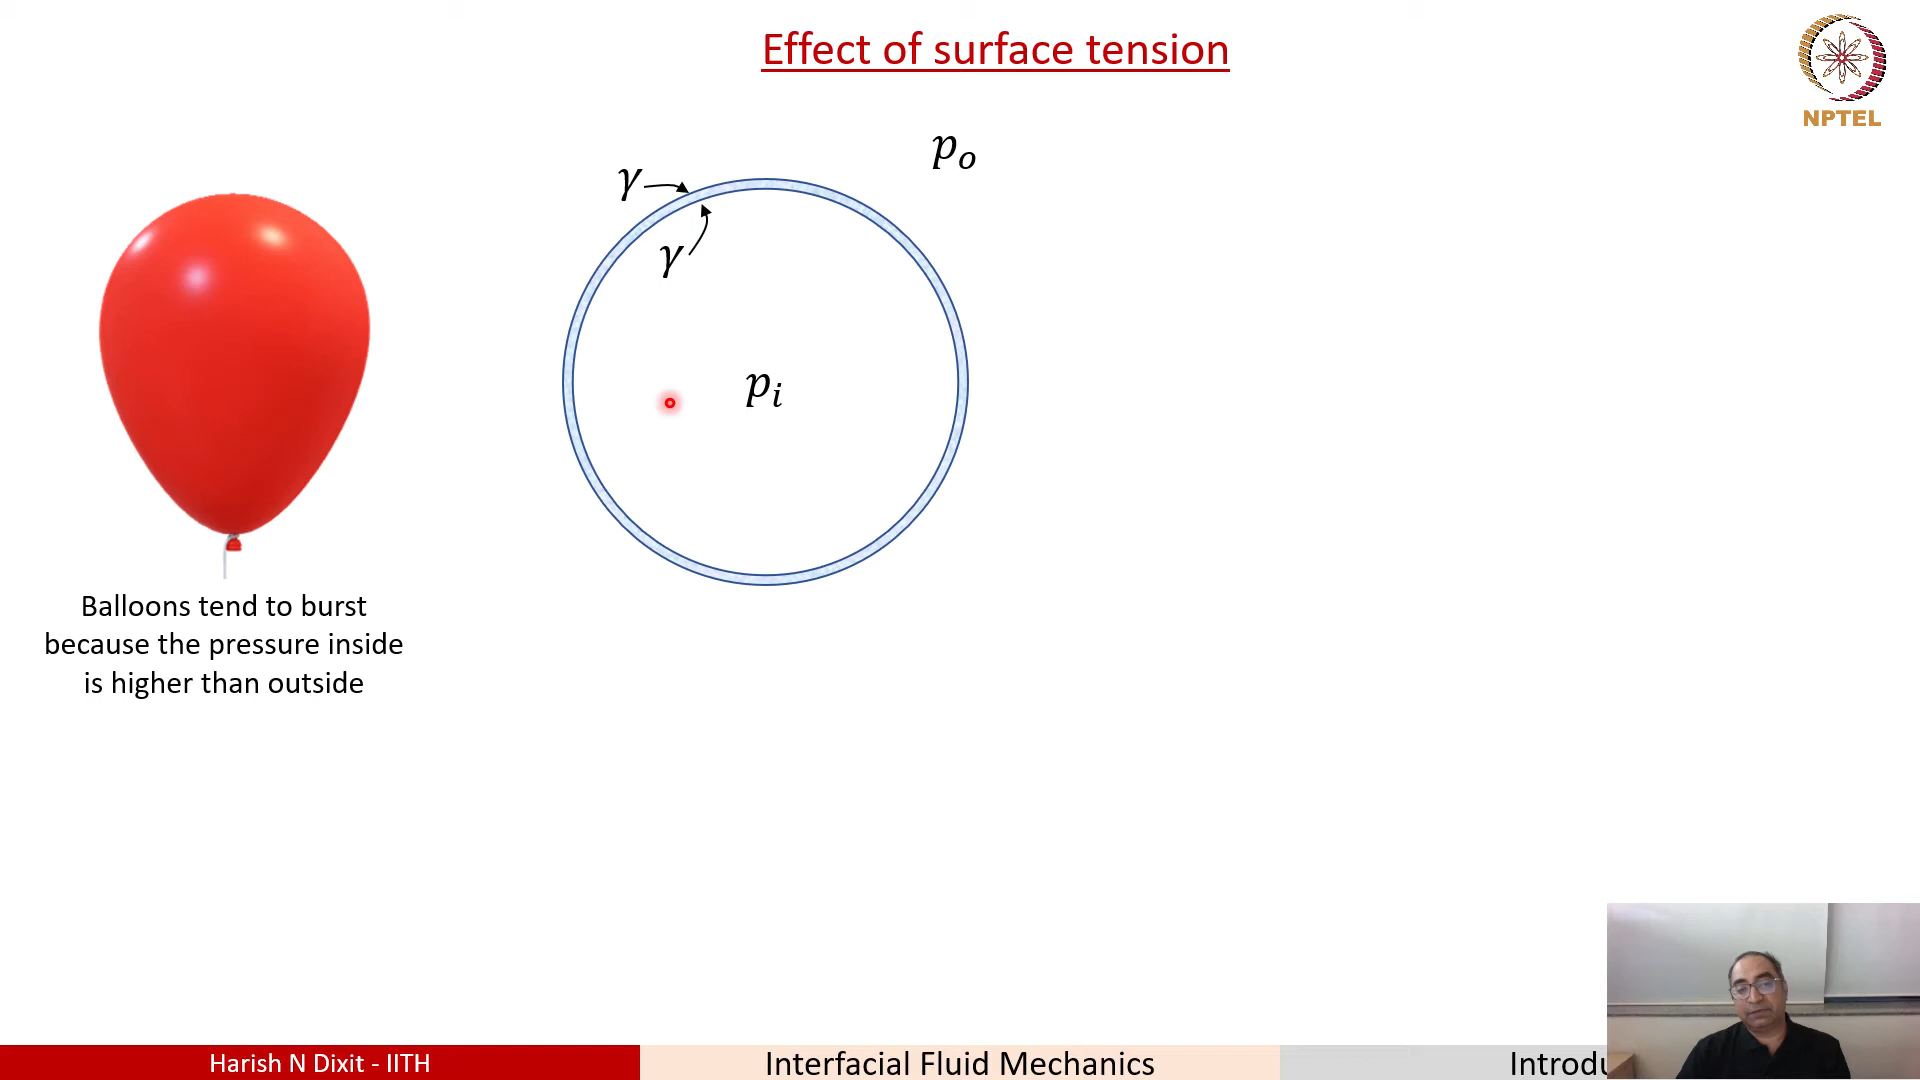 Effect of surface tension
NPTEL
p_o
γ
γ
p_i
Balloons tend to burst
because the pressure inside
is higher than outside
Harish N Dixit - IITH
Interfacial Fluid Mechanics
Introdu